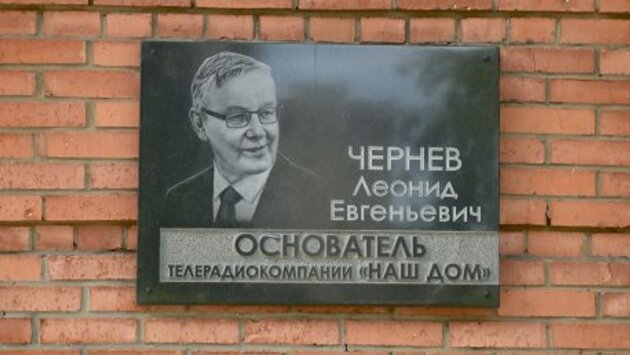 ЧЕРНЕВ
Леонид
Евгеньевич
ОСНОВАТЕЛЬ
ТЕЛЕРАДИОКОМПАНИИ «НАШ ДОМ»